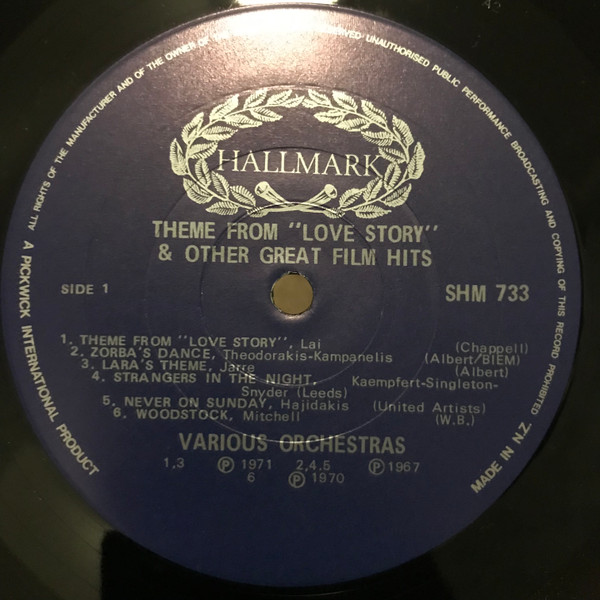 ALL RIGHTS OF THE MANUFACTURER AND OF THE OWNER OF THE
RESERVED UNAUTHORISED PUBLIC PERFORMANCE BROADCASTING AND COPYING OF THIS RECORD PROHIBITED
HALLMARK
THEME FROM "LOVE STORY"
& OTHER GREAT FILM HITS
SIDE 1 SHM 733
1. THEME FROM "LOVE STORY", Lai (Chappell)
2. ZORBA'S DANCE, Theodorakis-Kampanelis (Albert/BIEM)
3. LARA'S THEME, Jarre (Albert)
4. STRANGERS IN THE NIGHT, Kaempfert-Singleton-
Snyder (Leeds)
5. NEVER ON SUNDAY, Hajidakis (United Artists)
6. WOODSTOCK, Mitchell (W.B.)
VARIOUS ORCHESTRAS
1,3 Ⓟ 1971 2,4.5 Ⓟ 1967
6 Ⓟ 1970
A PICKWICK INTERNATIONAL PRODUCT
MADE IN N.Z.